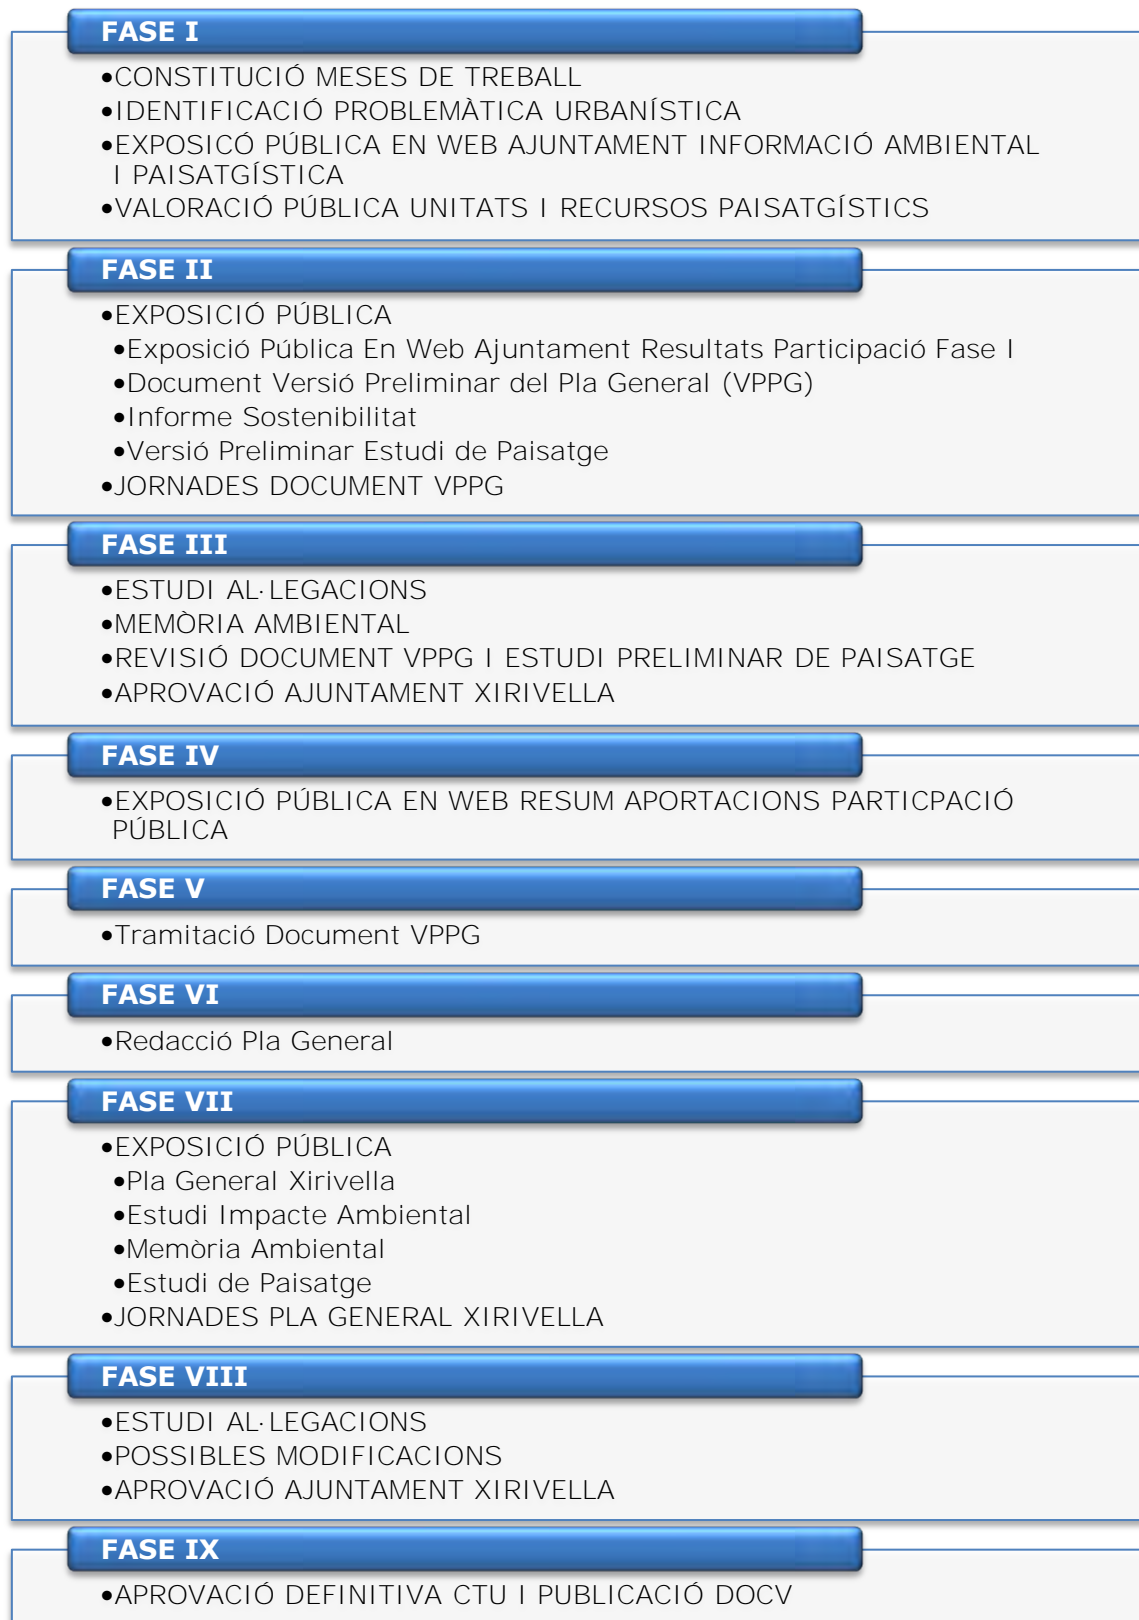 FASE I
•CONSTITUCIÓ MESES DE TREBALL
•IDENTIFICACIÓ PROBLEMÀTICA URBANÍSTICA
•EXPOSICÓ PÚBLICA EN WEB AJUNTAMENT INFORMACIÓ AMBIENTAL
I PAISATGÍSTICA
•VALORACIÓ PÚBLICA UNITATS I RECURSOS PAISATGÍSTICS
FASE II
•EXPOSICIÓ PÚBLICA
•Exposició Pública En Web Ajuntament Resultats Participació Fase I
•Document Versió Preliminar del Pla General (VPPG)
•Informe Sostenibilitat
•Versió Preliminar Estudi de Paisatge
•JORNADES DOCUMENT VPPG
FASE III
•ESTUDI AL·LEGACIONS
•MEMÒRIA AMBIENTAL
•REVISIÓ DOCUMENT VPPG I ESTUDI PRELIMINAR DE PAISATGE
•APROVACIÓ AJUNTAMENT XIRIVELLA
FASE IV
•EXPOSICIÓ PÚBLICA EN WEB RESUM APORTACIONS PARTICPACIÓ
PÚBLICA
FASE V
•Tramitació Document VPPG
FASE VI
•Redacció Pla General
FASE VII
•EXPOSICIÓ PÚBLICA
•Pla General Xirivella
•Estudi Impacte Ambiental
•Memòria Ambiental
•Estudi de Paisatge
•JORNADES PLA GENERAL XIRIVELLA
FASE VIII
•ESTUDI AL·LEGACIONS
•POSSIBLES MODIFICACIONS
•APROVACIÓ AJUNTAMENT XIRIVELLA
FASE IX
•APROVACIÓ DEFINITIVA CTU I PUBLICACIÓ DOCV